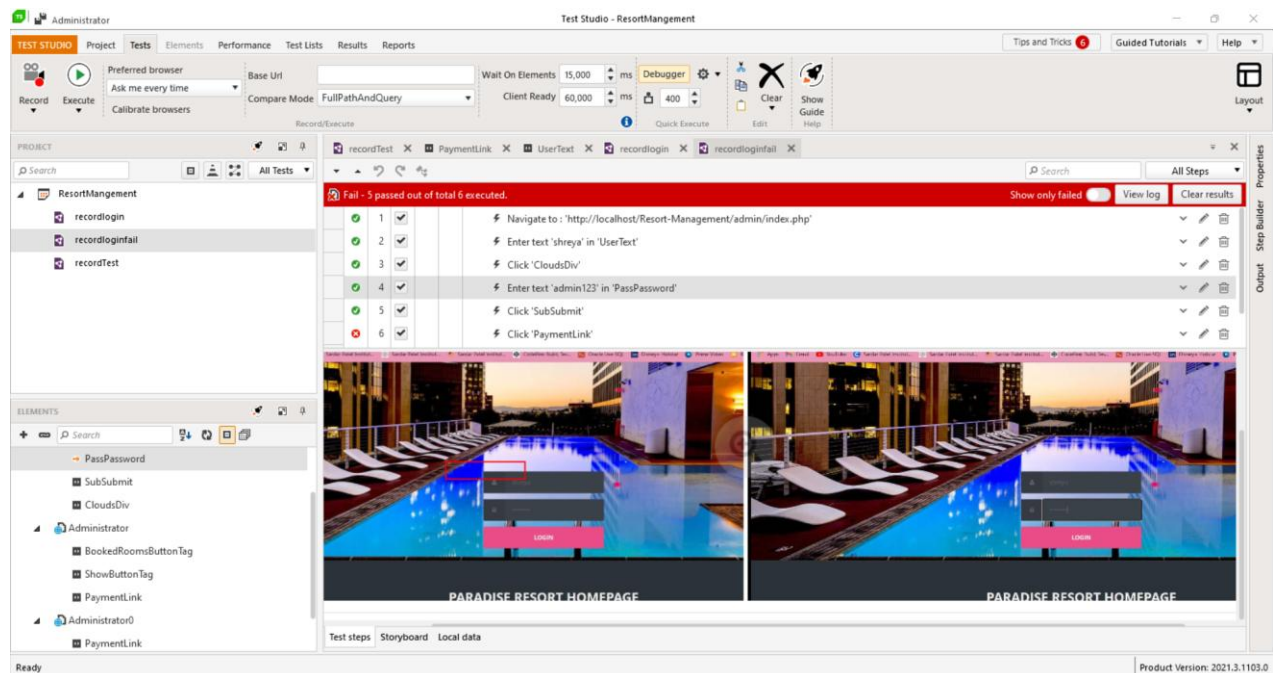 Administrator
Test Studio - ResortMangement
TEST STUDIO Project Tests Elements Performance Test Lists Results Reports
Tips and Tricks 6 Guided Tutorials Help
Record
Execute
Preferred browser
Ask me every time
Calibrate browsers
Base Url
Compare Mode FullPathAndQuery
Record/Execute
Wait On Elements 15,000 ms
Client Ready 60,000 ms
Debugger
400
Quick Execute
Clear
Edit
Show
Guide
Help
Layout
PROJECT
Search All Tests
ResortMangement
recordlogin
recordloginfail
recordTest
ELEMENTS
Search
PassPassword
SubSubmit
CloudsDiv
Administrator
BookedRoomsButtonTag
ShowButtonTag
PaymentLink
Administrator0
PaymentLink
recordTest PaymentLink UserText recordlogin recordloginfail
Search All Steps
Fail - 5 passed out of total 6 executed. Show only failed View log Clear results
1 Navigate to : 'http://localhost/Resort-Management/admin/index.php'
2 Enter text 'shreya' in 'UserText'
3 Click 'CloudsDiv'
4 Enter text 'admin123' in 'PassPassword'
5 Click 'SubSubmit'
6 Click 'PaymentLink'
LOGIN
PARADISE RESORT HOMEPAGE
LOGIN
PARADISE RESORT HOMEPAGE
Test steps Storyboard Local data
Properties
Step Builder
Output
Ready
Product Version: 2021.3.1103.0